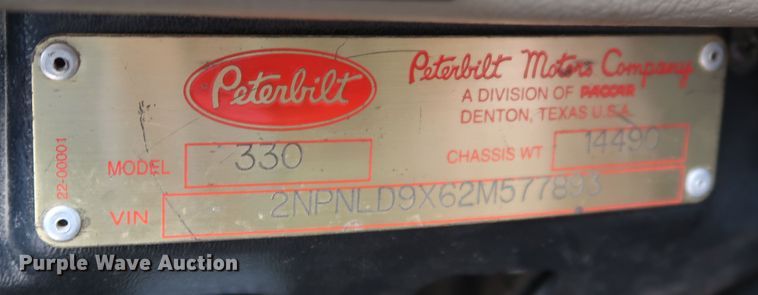 Peterbilt
Peterbilt Motors Company
A DIVISION OF PACCAR
DENTON, TEXAS U.S.A.
MODEL 330
CHASSIS WT 14490
VIN 2NPNLD9X62M577893
22-00001
Purple Wave Auction